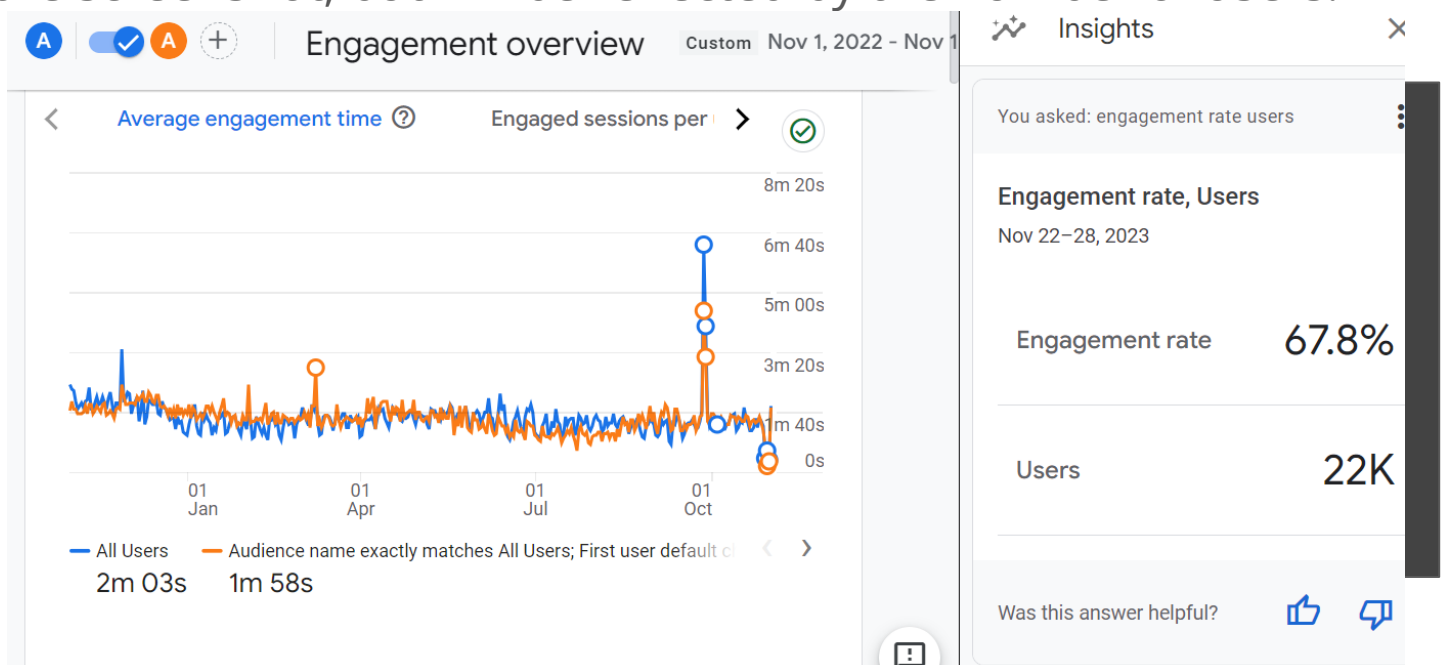 A
A
Engagement overview
Custom
Nov 1, 2022 - Nov 1
Average engagement time
Engaged sessions per
8m 20s
6m 40s
5m 00s
3m 20s
1m 40s
0s
01
Jan
01
Apr
01
Jul
01
Oct
All Users
Audience name exactly matches All Users; First user default
2m 03s
1m 58s
Insights
You asked: engagement rate users
Engagement rate, Users
Nov 22–28, 2023
Engagement rate
67.8%
Users
22K
Was this answer helpful?